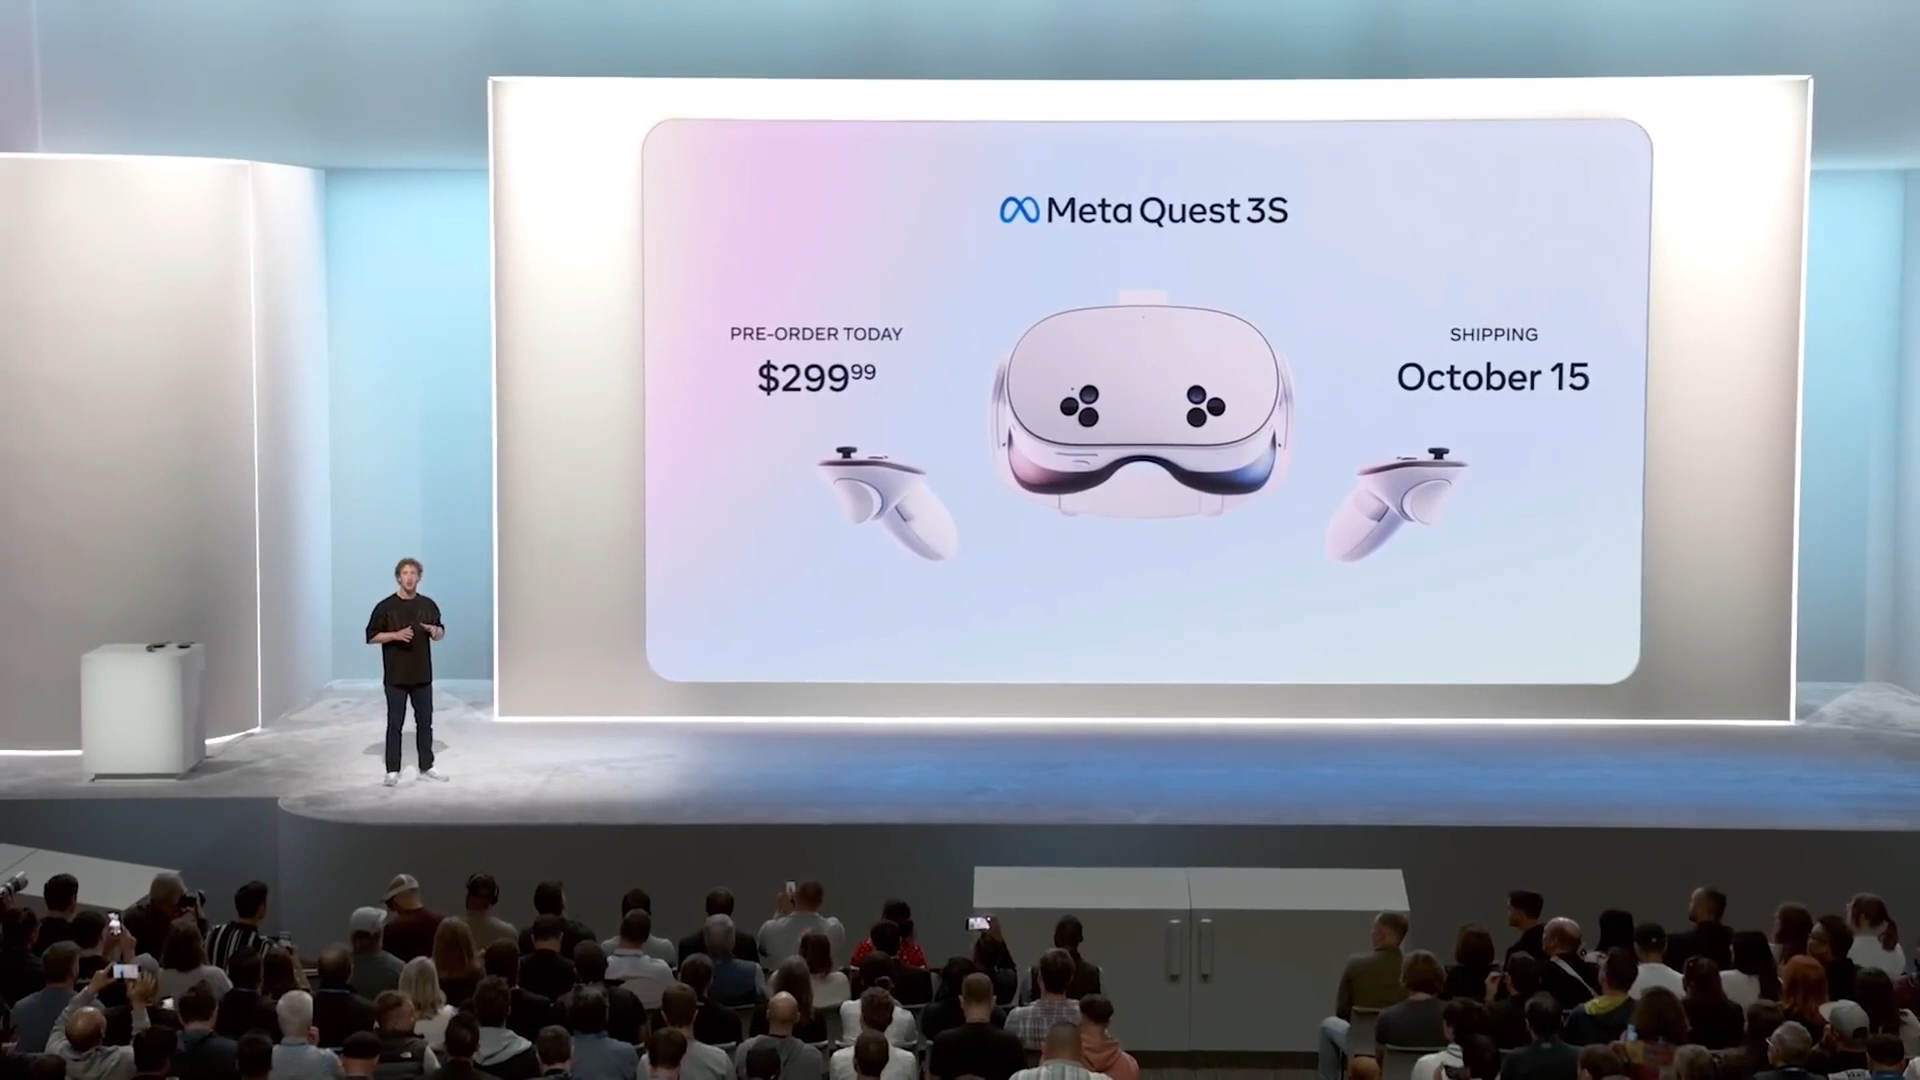 Meta Quest 3S
PRE-ORDER TODAY
$299⁹⁹
SHIPPING
October 15